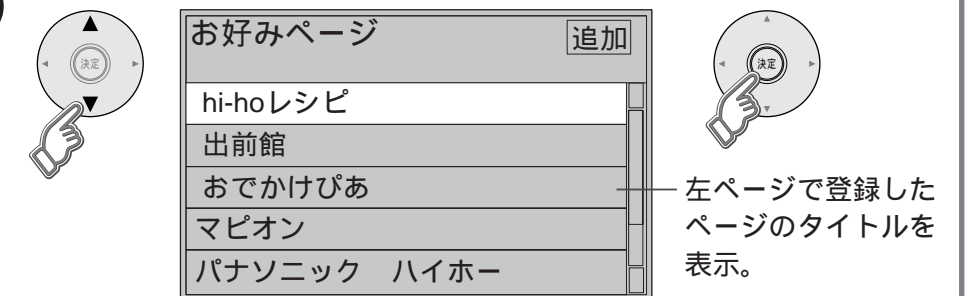 決定
お好みページ 追加
hi-hoレシピ
出前館
おでかけぴあ
マピオン
パナソニック　ハイホー
決定
左ページで登録した
ページのタイトルを
表示。